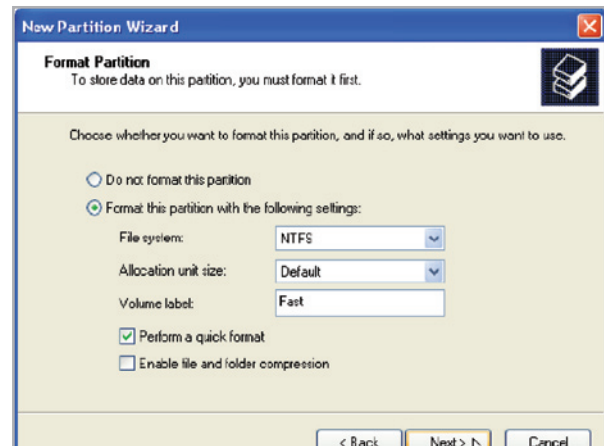 New Partition Wizard
Format Partition
To store data on this partition, you must format it first.
Choose whether you want to format this partition, and if so, what settings you want to use.
Do not format this partition
Format this partition with the following settings:
File system: NTFS
Allocation unit size: Default
Volume label: Fast
Perform a quick format
Enable file and folder compression
< Back Next > Cancel